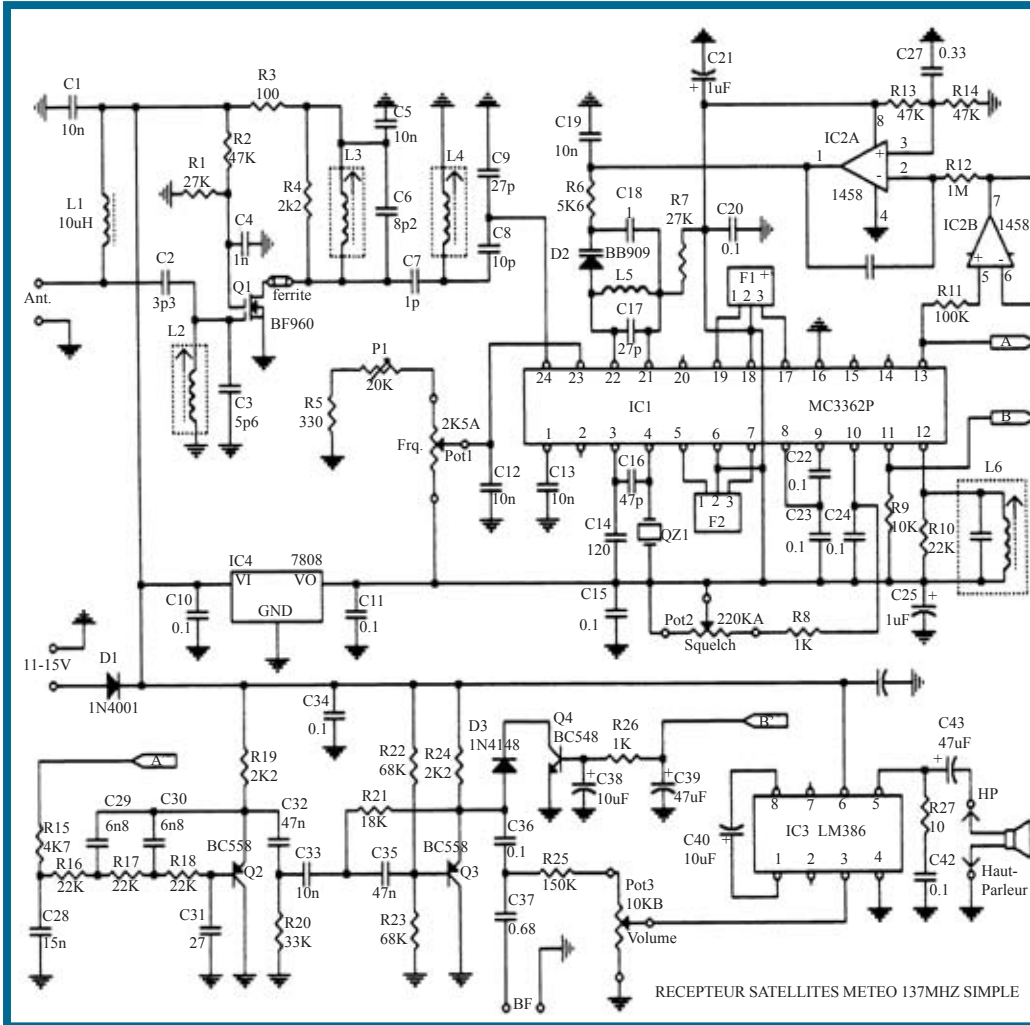 C1
10n
R3
100
R2
47K
R1
27K
L1
10uH
C4
1n
C2
3p3
Ant.
Q1
BF960
ferrite
L2
C3
5p6
R4
2k2
L3
C5
10n
C6
8p2
L4
C7
1p
C9
27p
C8
10p
C19
10n
R6
5K6
C18
1
D2
BB909
L5
C17
27p
R7
27K
C20
0.1
C21
+
1uF
F1
+
1 2 3
C27
0.33
R13
47K
R14
47K
IC2A
1458
8
3
2
1
4
+
-
R12
1M
7
IC2B
1458
+
-
5
6
R11
100K
A
B
P1
20K
R5
330
2K5A
Frq.
Pot1
C12
10n
C13
10n
24 23 22 21 20 19 18 17 16 15 14 13
IC1
MC3362P
1 2 3 4 5 6 7 8 9 10 11 12
C16
47p
C14
120
QZ1
1 2 3
F2
C22
0.1
C23
0.1
C24
0.1
R9
10K
R10
22K
L6
C25
+
1uF
IC4
7808
VI
VO
GND
C10
0.1
C11
0.1
C15
0.1
Pot2
220KA
Squelch
R8
1K
11-15V
D1
1N4001
C34
0.1
R19
2K2
R22
68K
R24
2K2
D3
1N4148
Q4
BC548
R26
1K
B'
C38
10uF
+
C39
47uF
+
A
R15
4K7
C29
6n8
C30
6n8
R16
22K
R17
22K
R18
22K
C28
15n
C31
27
BC558
Q2
C32
47n
C33
10n
R20
33K
R21
18K
C35
47n
R23
68K
BC558
Q3
C36
0.1
R25
150K
C37
0.68
BF
Pot3
10KB
Volume
C40
10uF
+
8 7 6 5
IC3 LM386
1 2 3 4
C43
47uF
+
R27
10
C42
0.1
HP
Haut-
Parleur
RECEPTEUR SATELLITES METEO 137MHZ SIMPLE